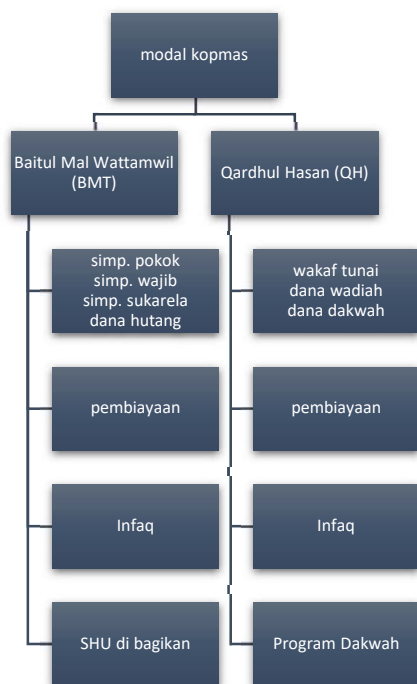 modal kopmas
Baitul Mal Wattamwil
(BMT)
Qardhul Hasan (QH)
simp. pokok
simp. wajib
simp. sukarela
dana hutang
wakaf tunai
dana wadiah
dana dakwah
pembiayaan
pembiayaan
Infaq
Infaq
SHU di bagikan
Program Dakwah